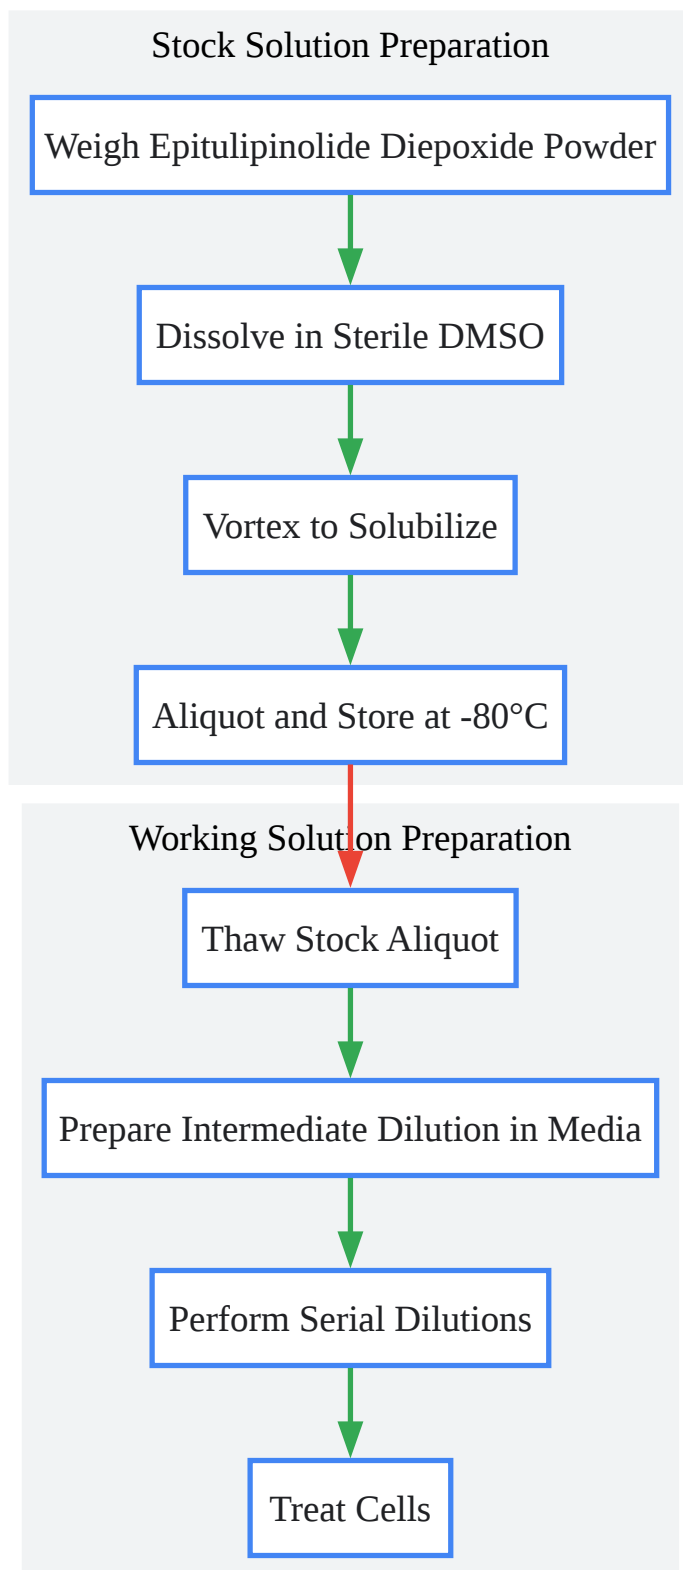 Stock Solution Preparation
Weigh Epitulipinolide Diepoxide Powder
Dissolve in Sterile DMSO
Vortex to Solubilize
Aliquot and Store at -80°C
Working Solution Preparation
Thaw Stock Aliquot
Prepare Intermediate Dilution in Media
Perform Serial Dilutions
Treat Cells